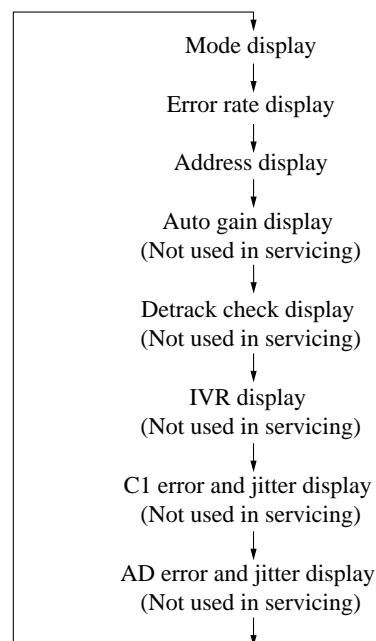 Mode display
Error rate display
Address display
Auto gain display
(Not used in servicing)
Detrack check display
(Not used in servicing)
IVR display
(Not used in servicing)
C1 error and jitter display
(Not used in servicing)
AD error and jitter display
(Not used in servicing)